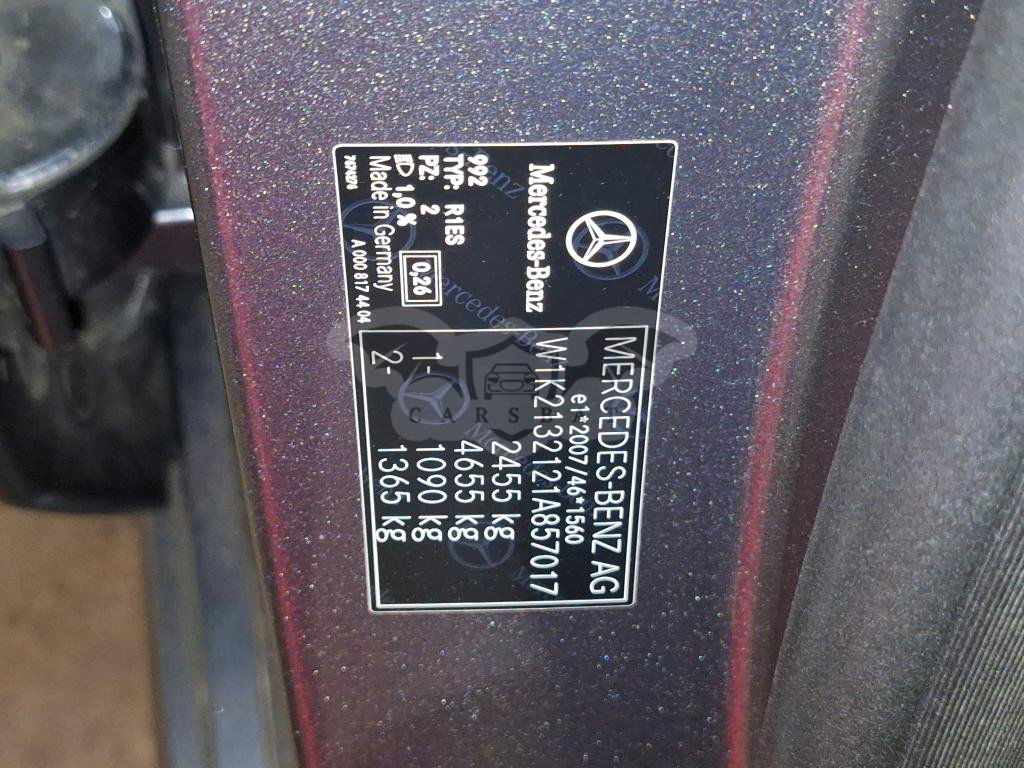 MERCEDES-BENZ AG
e1*2007/46*1560
W1K2132121A857017
2455 kg
4655 kg
1- 1090 kg
2- 1365 kg
Mercedes-Benz
992
TYP: R1ES
PZ: 2
1,0 % 0,26
Made in Germany
A 000 817 44 04
CARSB